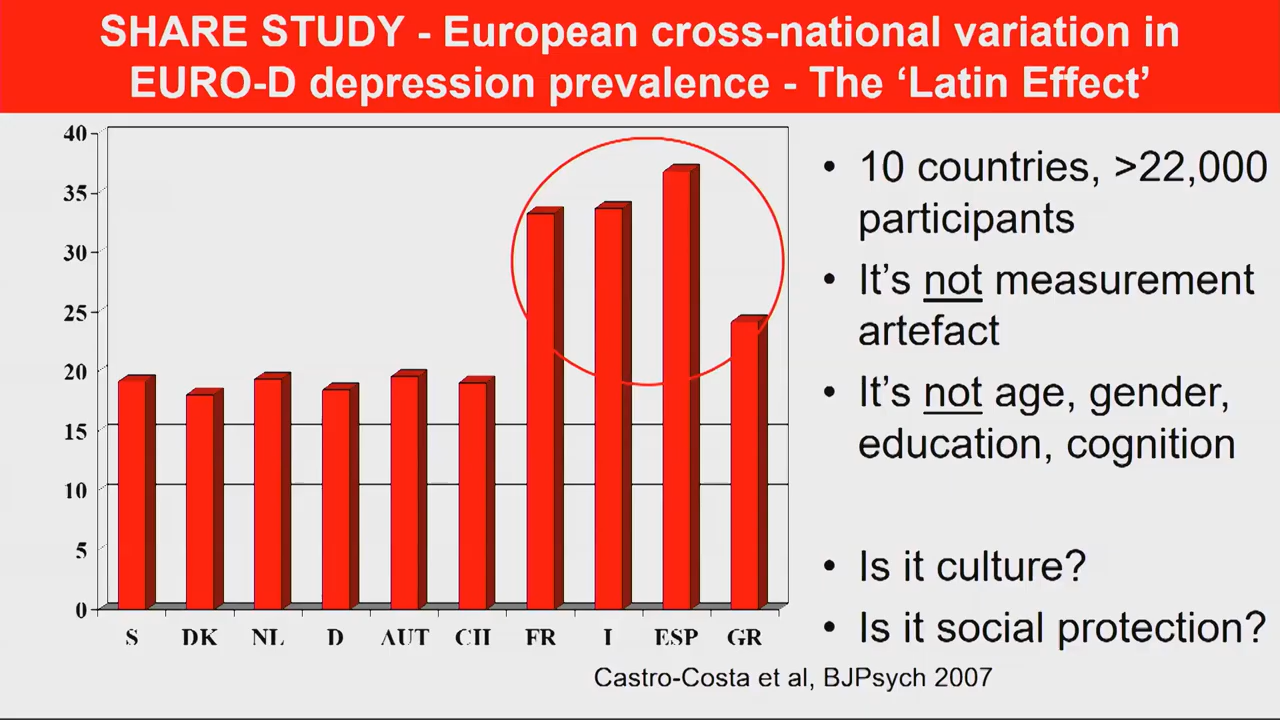 SHARE STUDY - European cross-national variation in
EURO-D depression prevalence - The ‘Latin Effect’
40
35
30
25
20
15
10
5
0
S DK NL D AUT CH FR I ESP GR
• 10 countries, >22,000
participants
• It’s not measurement
artefact
• It’s not age, gender,
education, cognition
• Is it culture?
• Is it social protection?
Castro-Costa et al, BJPsych 2007